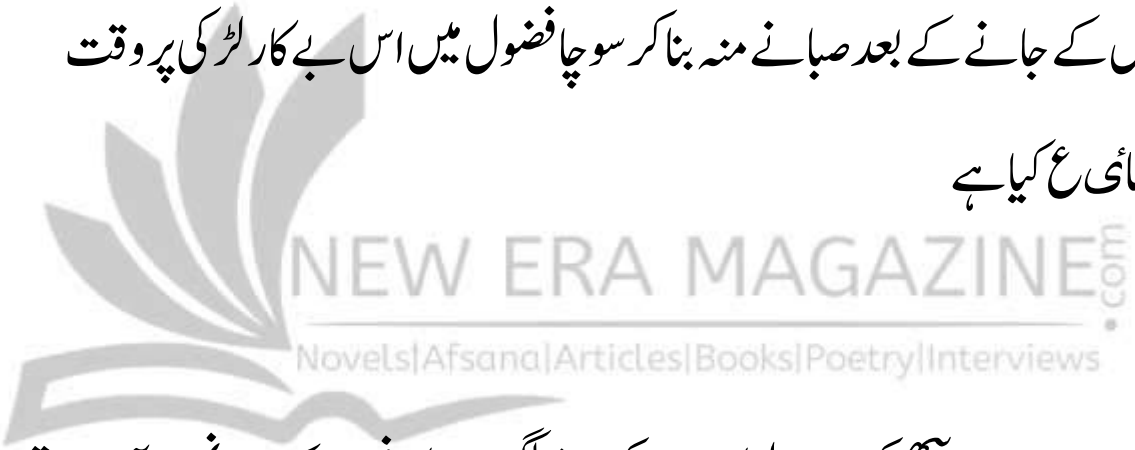 کے جانے کے بعد صبا نے منہ بنا کر سوچا فضول میں اس بے کار لڑکی پر وقت
کیا ہے
NEW ERA MAGAZINE.com
Novels|Afsana|Articles|Books|Poetry|Interviews